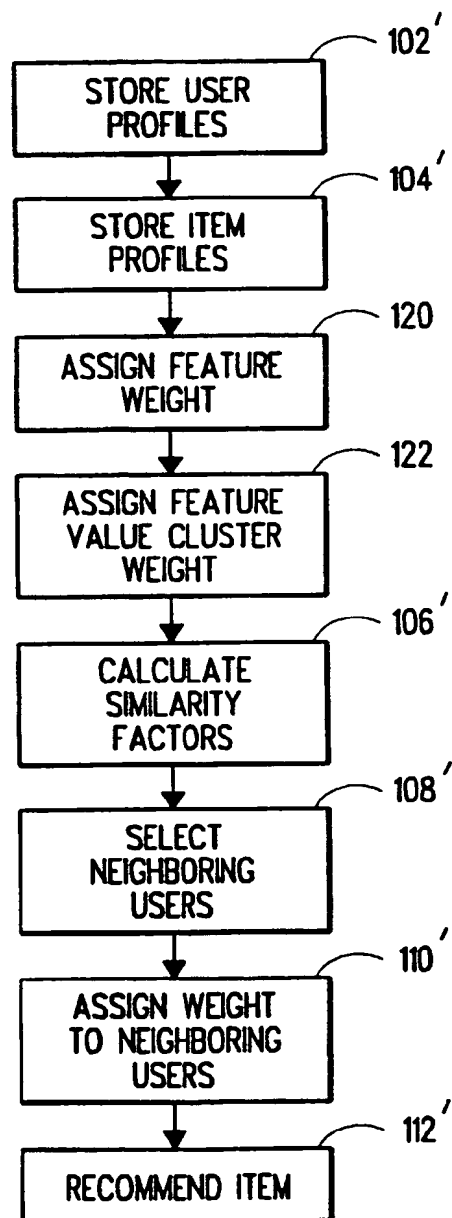 102'
STORE USER
PROFILES
104'
STORE ITEM
PROFILES
120
ASSIGN FEATURE
WEIGHT
122
ASSIGN FEATURE
VALUE CLUSTER
WEIGHT
106'
CALCULATE
SIMILARITY
FACTORS
108'
SELECT
NEIGHBORING
USERS
110'
ASSIGN WEIGHT
TO NEIGHBORING
USERS
112'
RECOMMEND ITEM